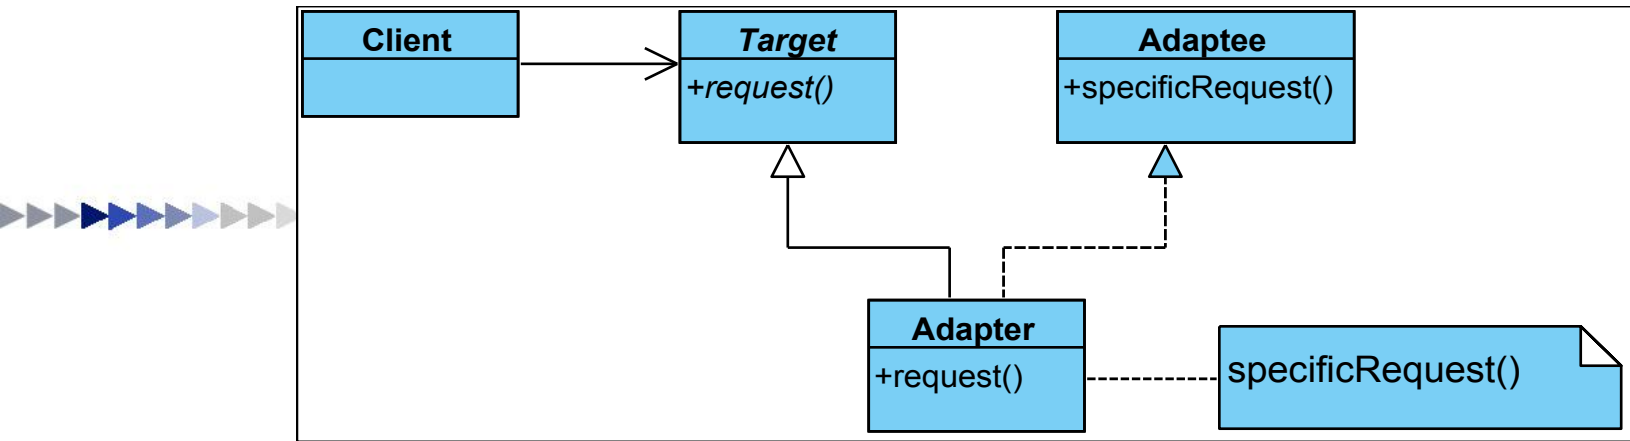 Client
Target
+request()
Adaptee
+specificRequest()
Adapter
+request()
specificRequest()